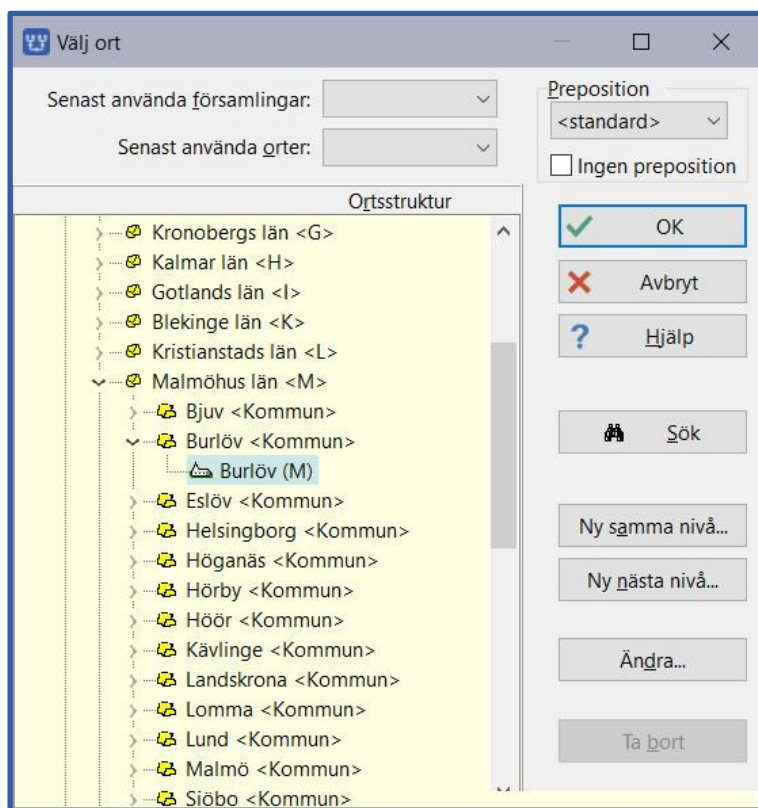 Välj ort
Senast använda församlingar:
Senast använda orter:
Preposition
<standard>
Ingen preposition
Ortsstruktur
Kronobergs län <G>
Kalmar län <H>
Gotlands län <I>
Blekinge län <K>
Kristianstads län <L>
Malmöhus län <M>
Bjuv <Kommun>
Burlöv <Kommun>
Burlöv (M)
Eslöv <Kommun>
Helsingborg <Kommun>
Höganäs <Kommun>
Hörby <Kommun>
Höör <Kommun>
Kävlinge <Kommun>
Landskrona <Kommun>
Lomma <Kommun>
Lund <Kommun>
Malmö <Kommun>
Sjöbo <Kommun>
OK
Avbryt
Hjälp
Sök
Ny samma nivå...
Ny nästa nivå...
Ändra...
Ta bort